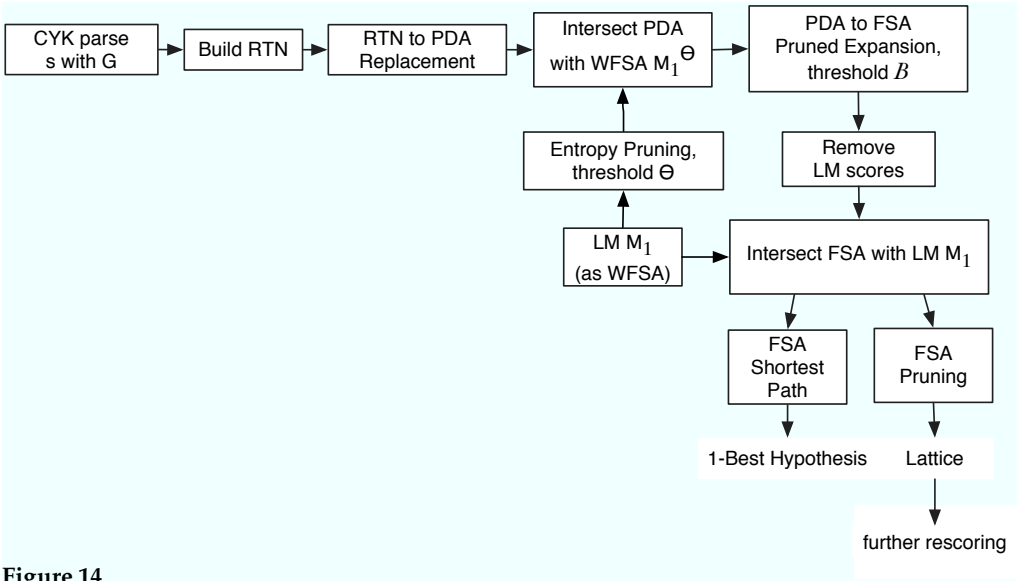 CYK parse
s with G
Build RTN
RTN to PDA
Replacement
Intersect PDA
with WFSA M₁^Θ
PDA to FSA
Pruned Expansion,
threshold B
Entropy Pruning,
threshold Θ
Remove
LM scores
LM M₁
(as WFSA)
Intersect FSA with LM M₁
FSA
Shortest
Path
FSA
Pruning
1-Best Hypothesis
Lattice
further rescoring
Figure 14